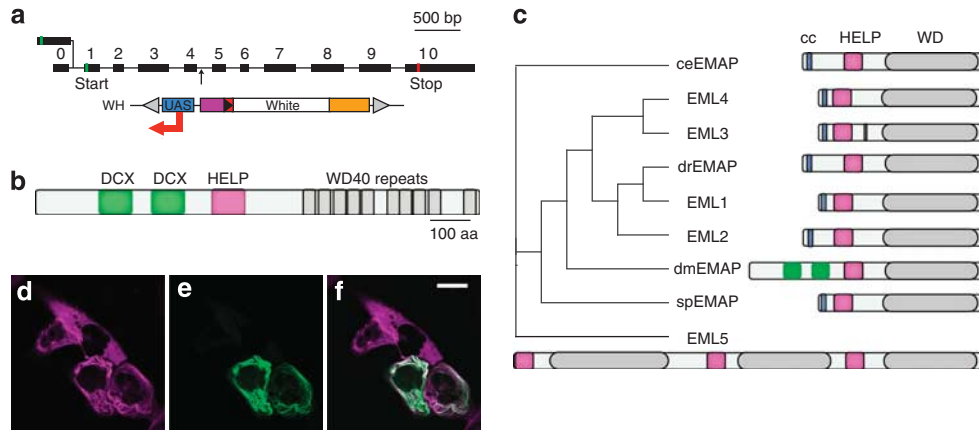 a
500 bp
0 1 2 3 4 5 6 7 8 9 10
Start
Stop
WH
UAS
White
b
DCX DCX HELP WD40 repeats
100 aa
d
e
f
c
cc HELP WD
ceEMAP
EML4
EML3
drEMAP
EML1
EML2
dmEMAP
spEMAP
EML5